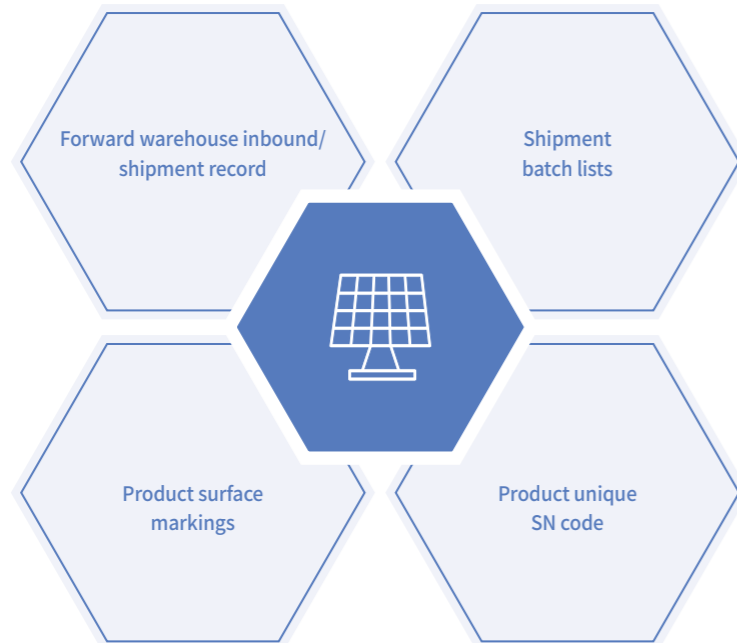 Forward warehouse inbound/
shipment record
Shipment
batch lists
Product surface
markings
Product unique
SN code